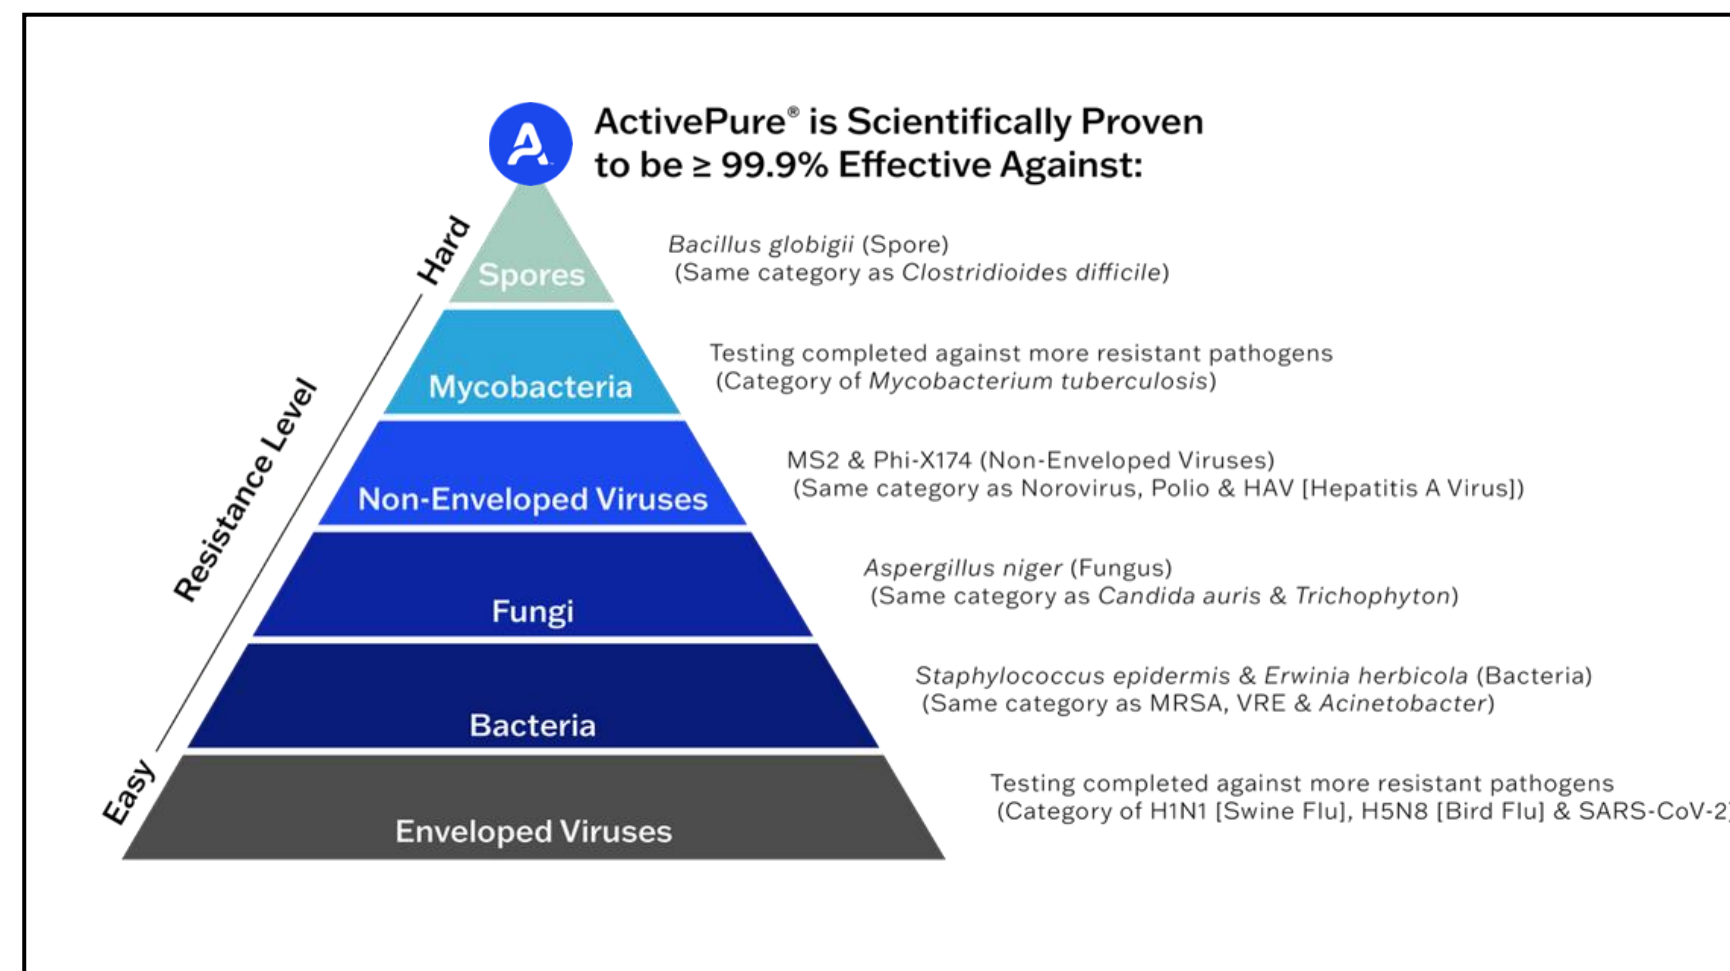 ActivePure® is Scientifically Proven
to be ≥ 99.9% Effective Against:
Hard
Resistance Level
Easy
Spores
Bacillus globigii (Spore)
(Same category as Clostridioides difficile)
Mycobacteria
Testing completed against more resistant pathogens
(Category of Mycobacterium tuberculosis)
Non-Enveloped Viruses
MS2 & Phi-X174 (Non-Enveloped Viruses)
(Same category as Norovirus, Polio & HAV [Hepatitis A Virus])
Fungi
Aspergillus niger (Fungus)
(Same category as Candida auris & Trichophyton)
Bacteria
Staphylococcus epidermis & Erwinia herbicola (Bacteria)
(Same category as MRSA, VRE & Acinetobacter)
Enveloped Viruses
Testing completed against more resistant pathogens
(Category of H1N1 [Swine Flu], H5N8 [Bird Flu] & SARS-CoV-2)